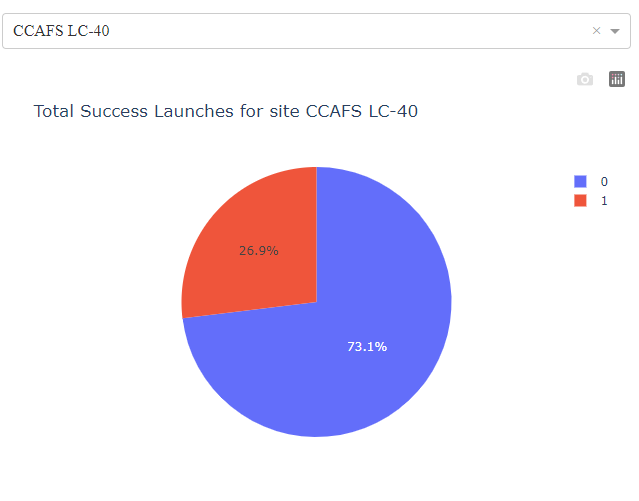 CCAFS LC-40
Total Success Launches for site CCAFS LC-40
0
1
26.9%
73.1%